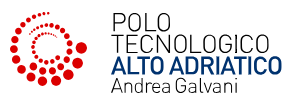 POLO
TECNOLOGICO
ALTO ADRIATICO
Andrea Galvani